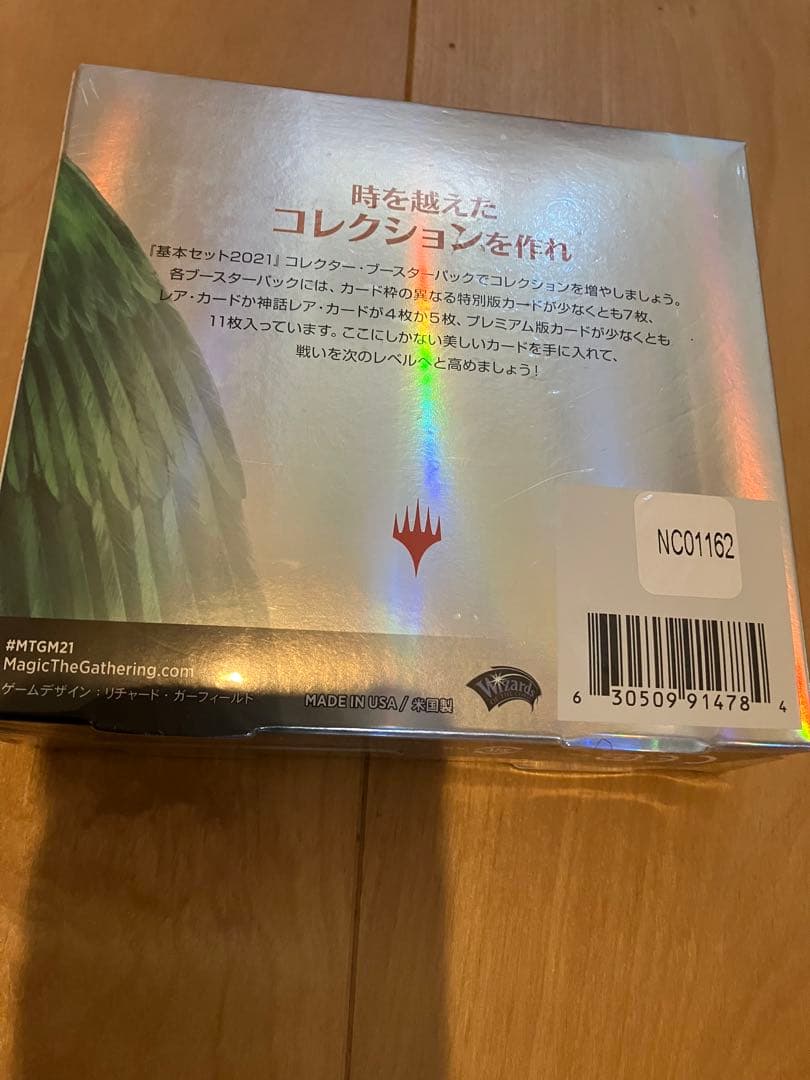 時を越えた
コレクションを作れ
『基本セット2021』コレクター・ブースターパックでコレクションを増やしましょう。
各ブースターパックには、カード枠の異なる特別版カードが少なくとも7枚、
レア・カードか神話レア・カードが4枚か5枚、プレミアム版カードが少なくとも
11枚入っています。ここにしかない美しいカードを手に入れて、
戦いを次のレベルへと高めましょう!
NC01162
#MTGM21
MagicTheGathering.com
ゲームデザイン:リチャード・ガーフィールド
MADE IN USA / 米国製
Wizards
6 30509 91478 4